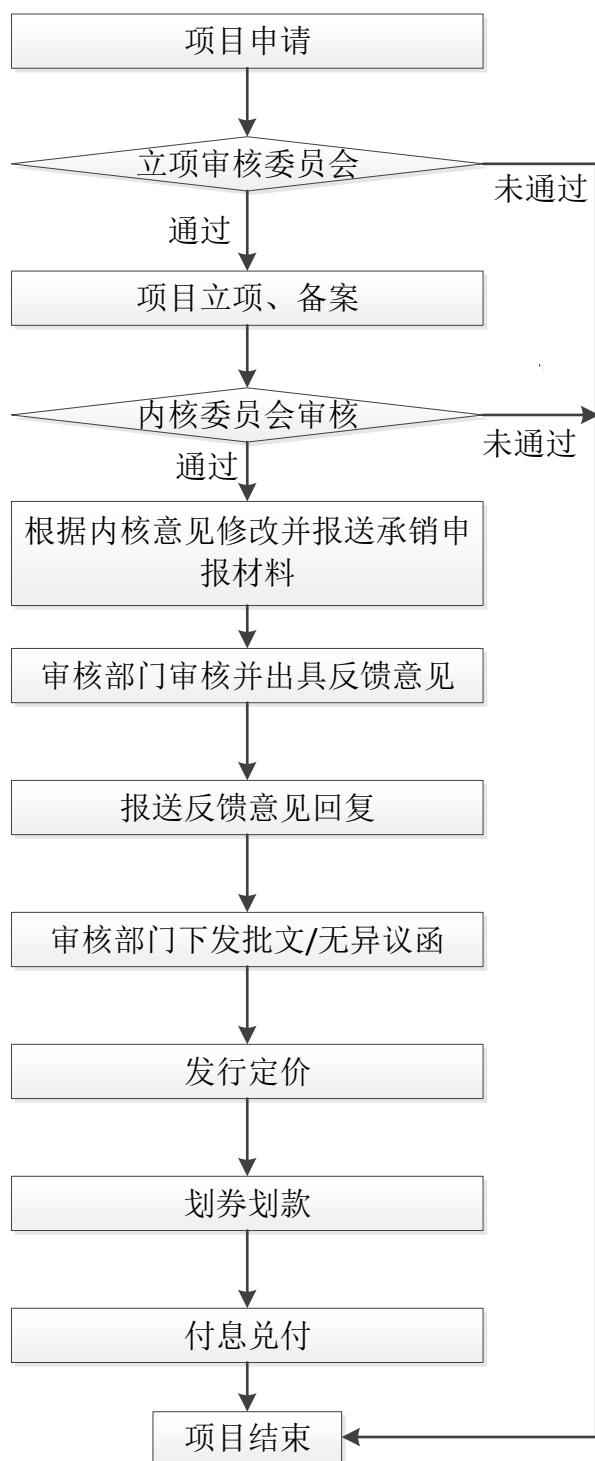 项目申请
立项审核委员会
未通过
通过
项目立项、备案
内核委员会审核
未通过
通过
根据内核意见修改并报送承销申
报材料
审核部门审核并出具反馈意见
报送反馈意见回复
审核部门下发批文/无异议函
发行定价
划券划款
付息兑付
项目结束